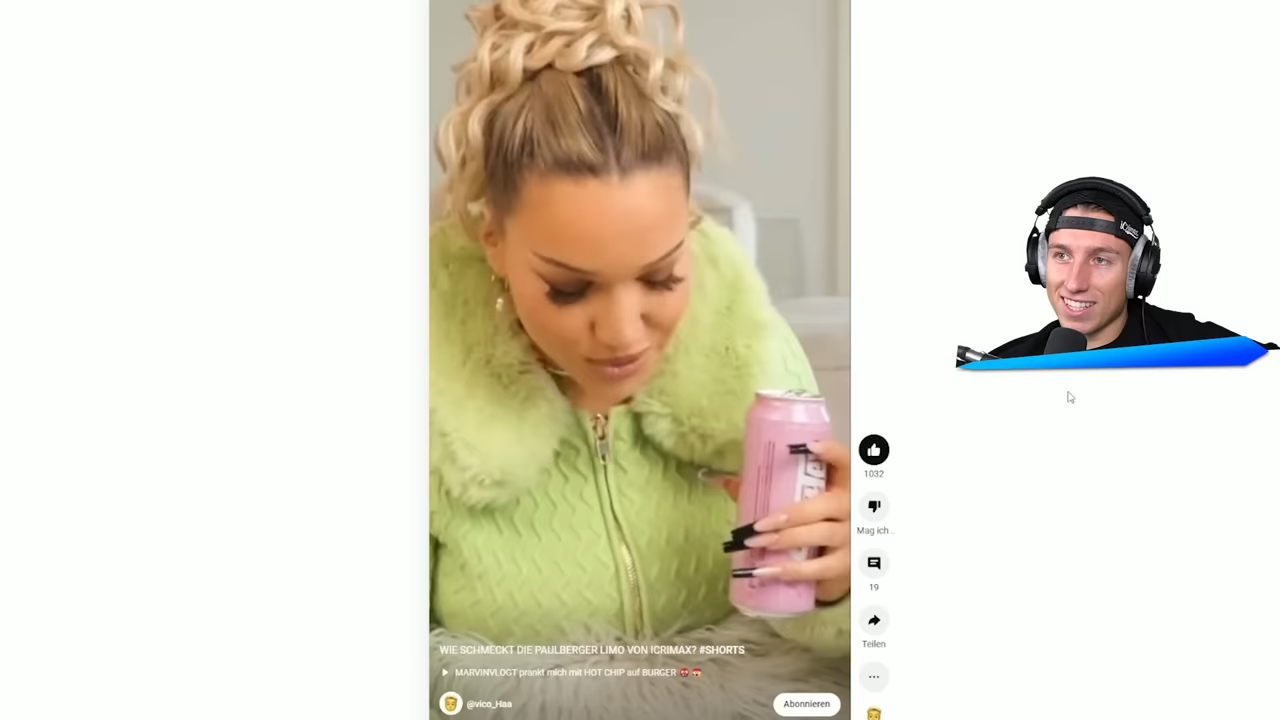 WIE SCHMECKT DIE PAULBERGER LIMO VON ICRIMAX? #SHORTS
MARVINVLOGT prankt mich mit HOT CHIP auf BURGER
@vico_Haa
Abonnieren
1032
Mag ich ..
19
Teilen